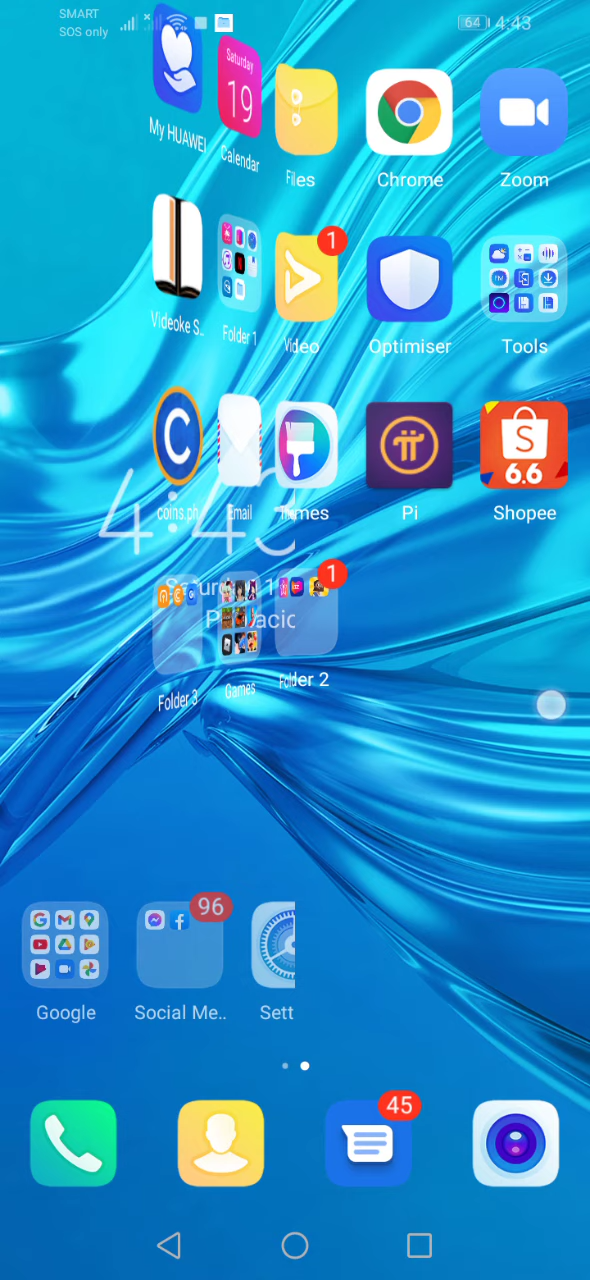 SMART
SOS only
64
4:43
My HUAWEI
Saturday
19
Calendar
Files
Chrome
Zoom
1
Videoke S..
Folder 1
Video
Optimiser
Tools
6.6
coins.ph
Email
Themes
Pi
Shopee
4:43
1
Folder 3
Games
Folder 2
96
Google
Social Me..
Sett
45